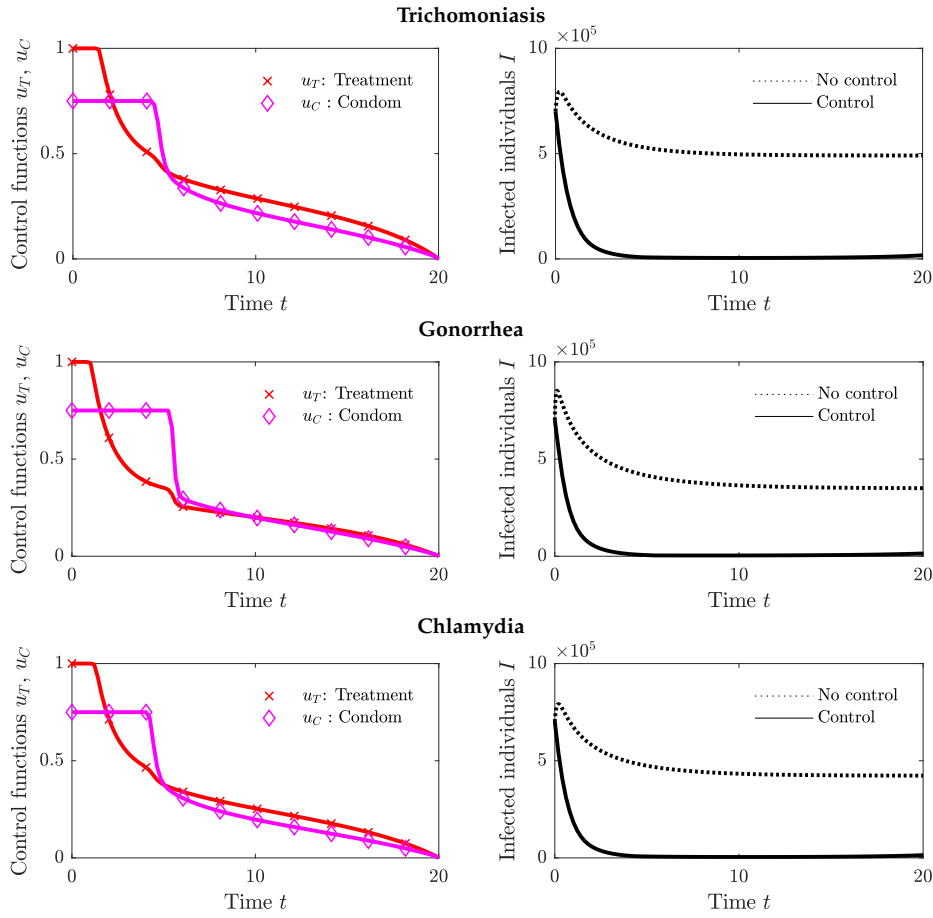 Trichomoniasis
Control functions u_T, u_C
1
0.5
0
0
10
20
Time t
u_T: Treatment
u_C : Condom
Infected individuals I
×10^5
10
5
0
0
10
20
Time t
No control
Control
Gonorrhea
Control functions u_T, u_C
1
0.5
0
0
10
20
Time t
u_T: Treatment
u_C : Condom
Infected individuals I
×10^5
10
5
0
0
10
20
Time t
No control
Control
Chlamydia
Control functions u_T, u_C
1
0.5
0
0
10
20
Time t
u_T: Treatment
u_C : Condom
Infected individuals I
×10^5
10
5
0
0
10
20
Time t
No control
Control